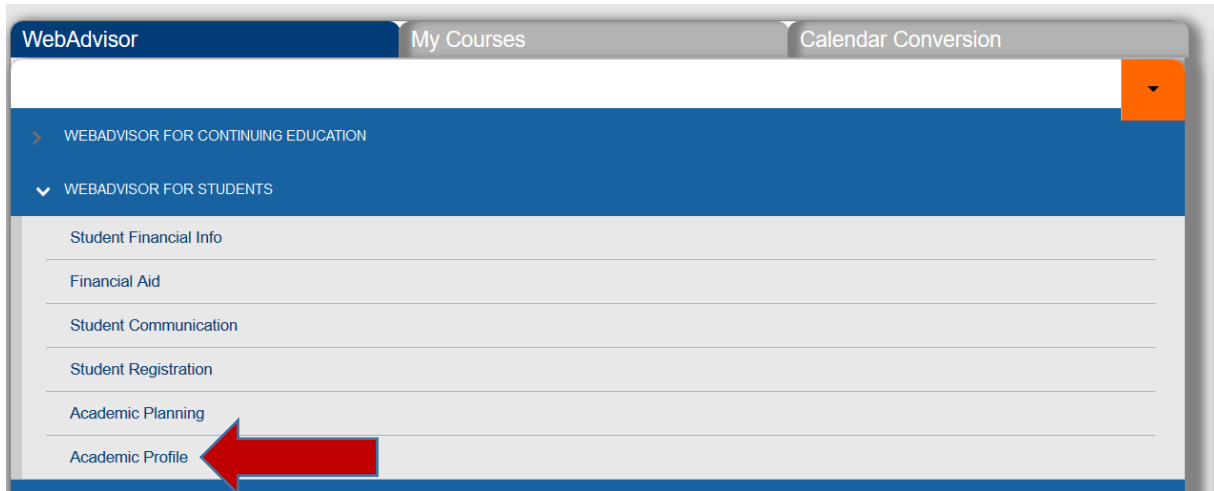 WebAdvisor My Courses Calendar Conversion
WEBADVISOR FOR CONTINUING EDUCATION
WEBADVISOR FOR STUDENTS
Student Financial Info
Financial Aid
Student Communication
Student Registration
Academic Planning
Academic Profile